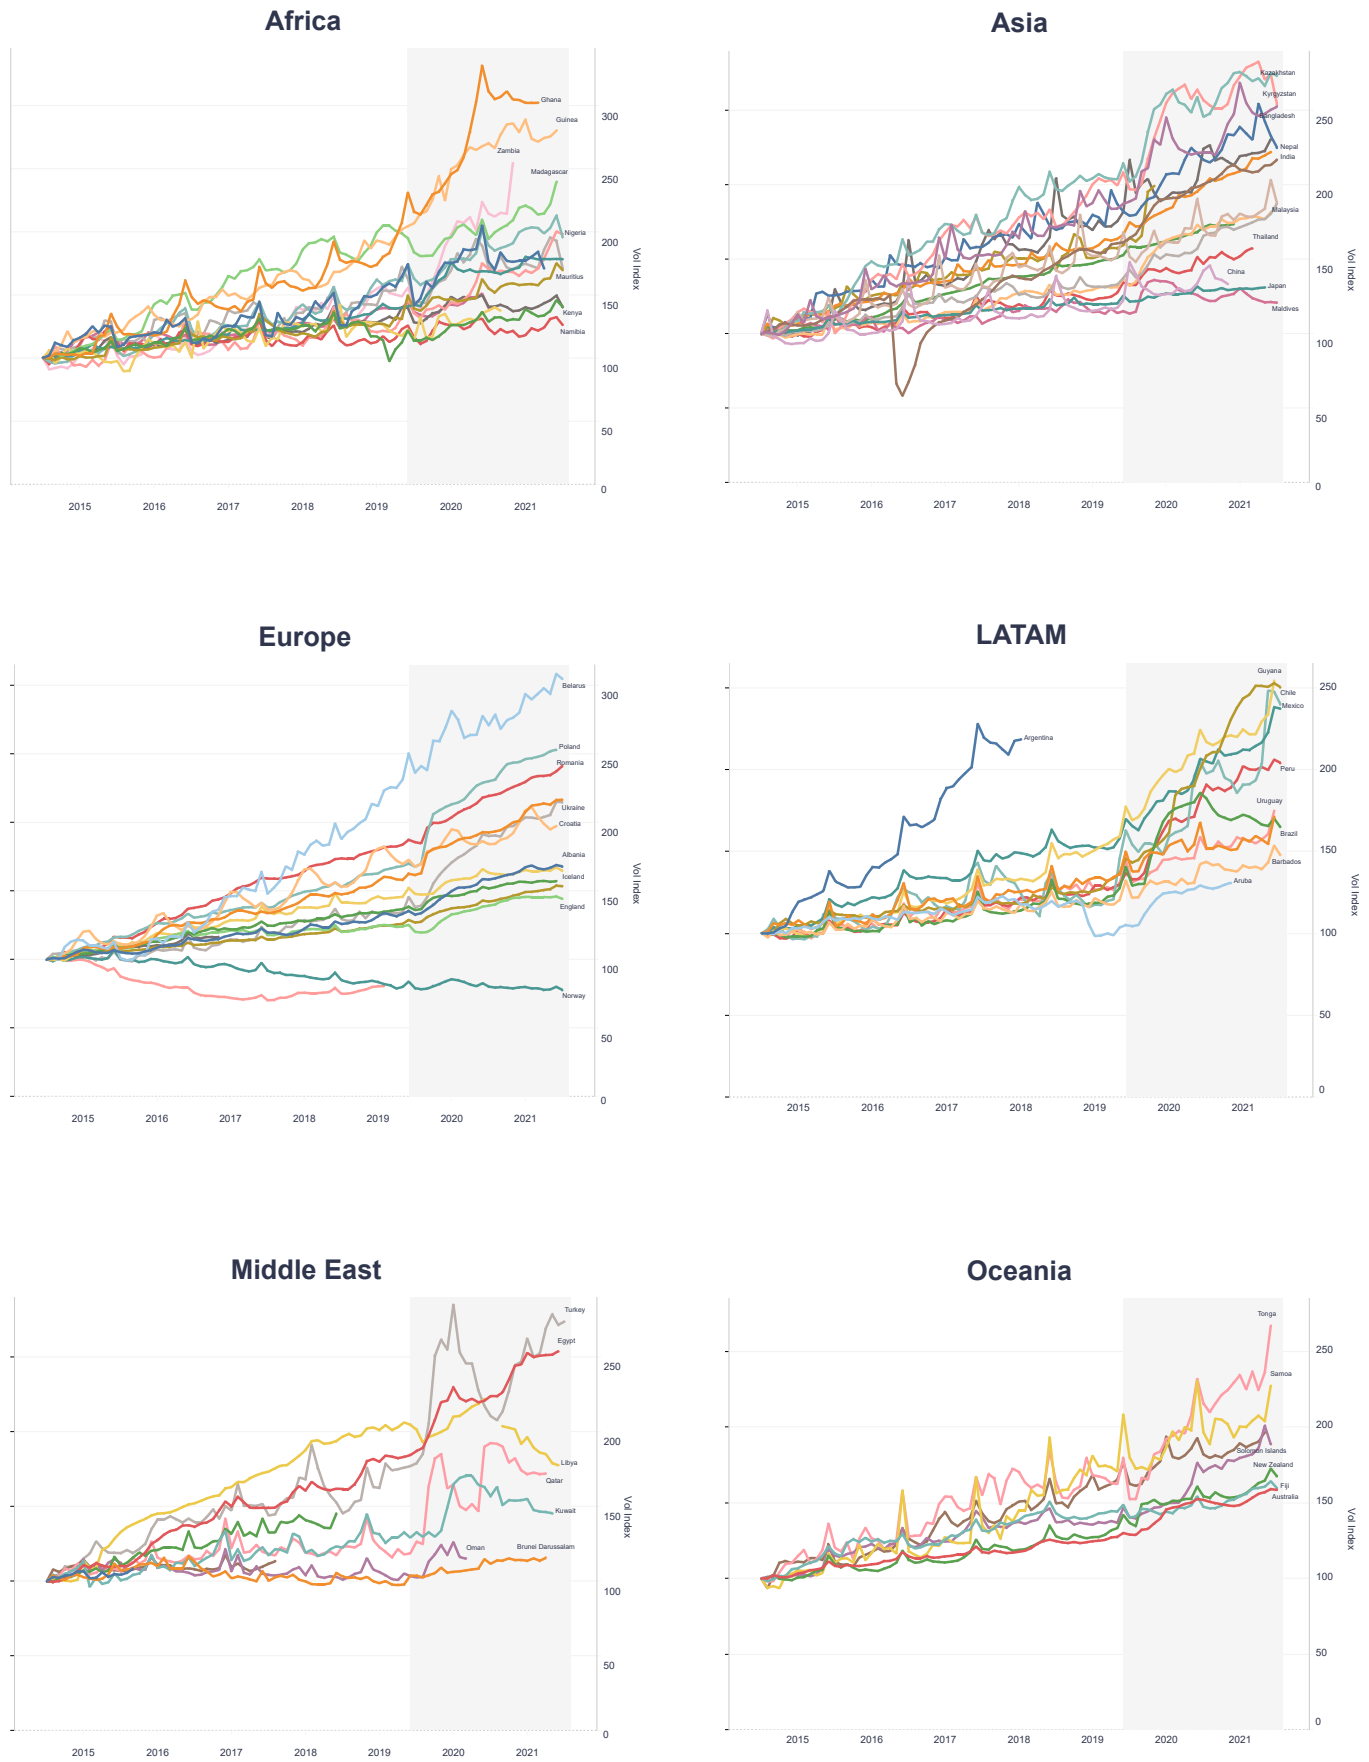 Africa
Ghana
Guinea
Zambia
Madagascar
Nigeria
Mauritius
Kenya
Namibia
300
250
200
150
100
50
0
Vol Index
2015 2016 2017 2018 2019 2020 2021
Asia
Kazakhstan
Kyrgyzstan
Bangladesh
Nepal
India
Malaysia
Thailand
China
Japan
Maldives
250
200
150
100
50
0
Vol Index
2015 2016 2017 2018 2019 2020 2021
Europe
Belarus
Poland
Romania
Ukraine
Croatia
Albania
Iceland
England
Norway
300
250
200
150
100
50
0
Vol Index
2015 2016 2017 2018 2019 2020 2021
LATAM
Guyana
Chile
Mexico
Argentina
Peru
Uruguay
Brazil
Barbados
Aruba
250
200
150
100
50
0
Vol Index
2015 2016 2017 2018 2019 2020 2021
Middle East
Turkey
Egypt
Libya
Qatar
Kuwait
Oman
Brunei Darussalam
250
200
150
100
50
0
Vol Index
2015 2016 2017 2018 2019 2020 2021
Oceania
Tonga
Samoa
Solomon Islands
New Zealand
Fiji
Australia
250
200
150
100
50
0
Vol Index
2015 2016 2017 2018 2019 2020 2021